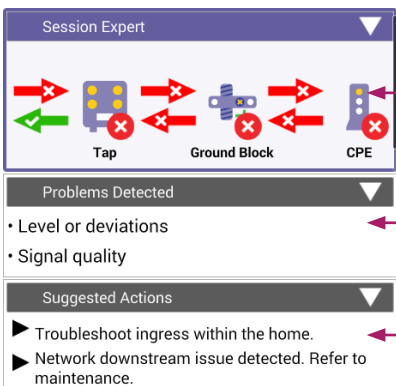 Session Expert
Tap
Ground Block
CPE
Problems Detected
• Level or deviations
• Signal quality
Suggested Actions
Troubleshoot ingress within the home.
Network downstream issue detected. Refer to
maintenance.